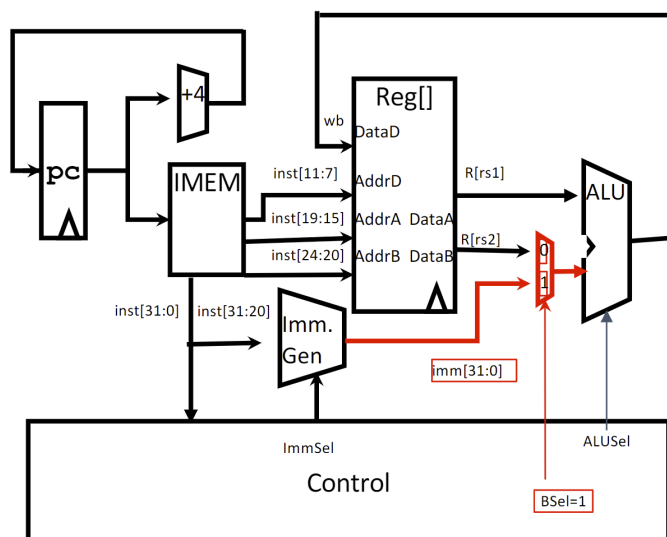 +4
Reg[]
pc
IMEM
wb
DataD
inst[11:7]
AddrD
R[rs1]
ALU
inst[19:15]
AddrA
DataA
R[rs2]
inst[24:20]
AddrB
DataB
0
1
inst[31:0]
inst[31:20]
Imm.
Gen
imm[31:0]
ImmSel
ALUSel
Control
BSel=1